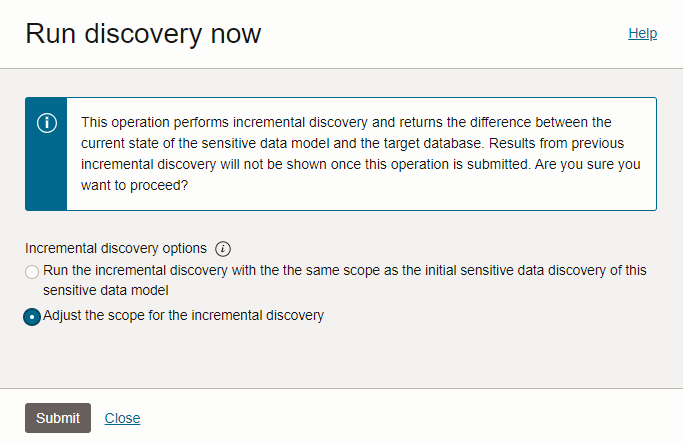 Run discovery now
Help
This operation performs incremental discovery and returns the difference between the
current state of the sensitive data model and the target database. Results from previous
incremental discovery will not be shown once this operation is submitted. Are you sure you
want to proceed?
Incremental discovery options
Run the incremental discovery with the the same scope as the initial sensitive data discovery of this
sensitive data model
Adjust the scope for the incremental discovery
Submit
Close